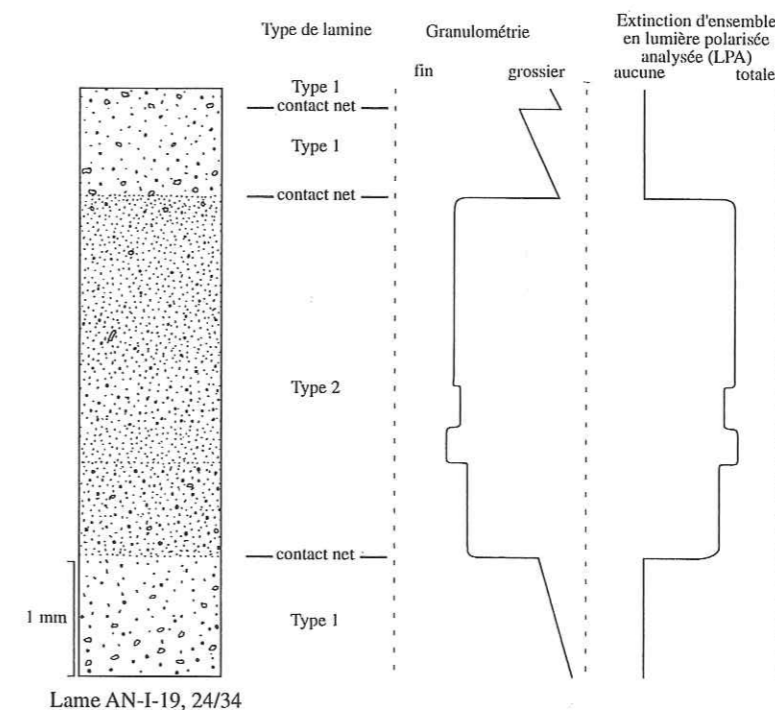 Type de lamine
Granulométrie
Extinction d'ensemble
en lumière polarisée
analysée (LPA)
fin
grossier
aucune
totale
Type 1
contact net
Type 1
contact net
Type 2
contact net
1 mm
Type 1
Lame AN-I-19, 24/34